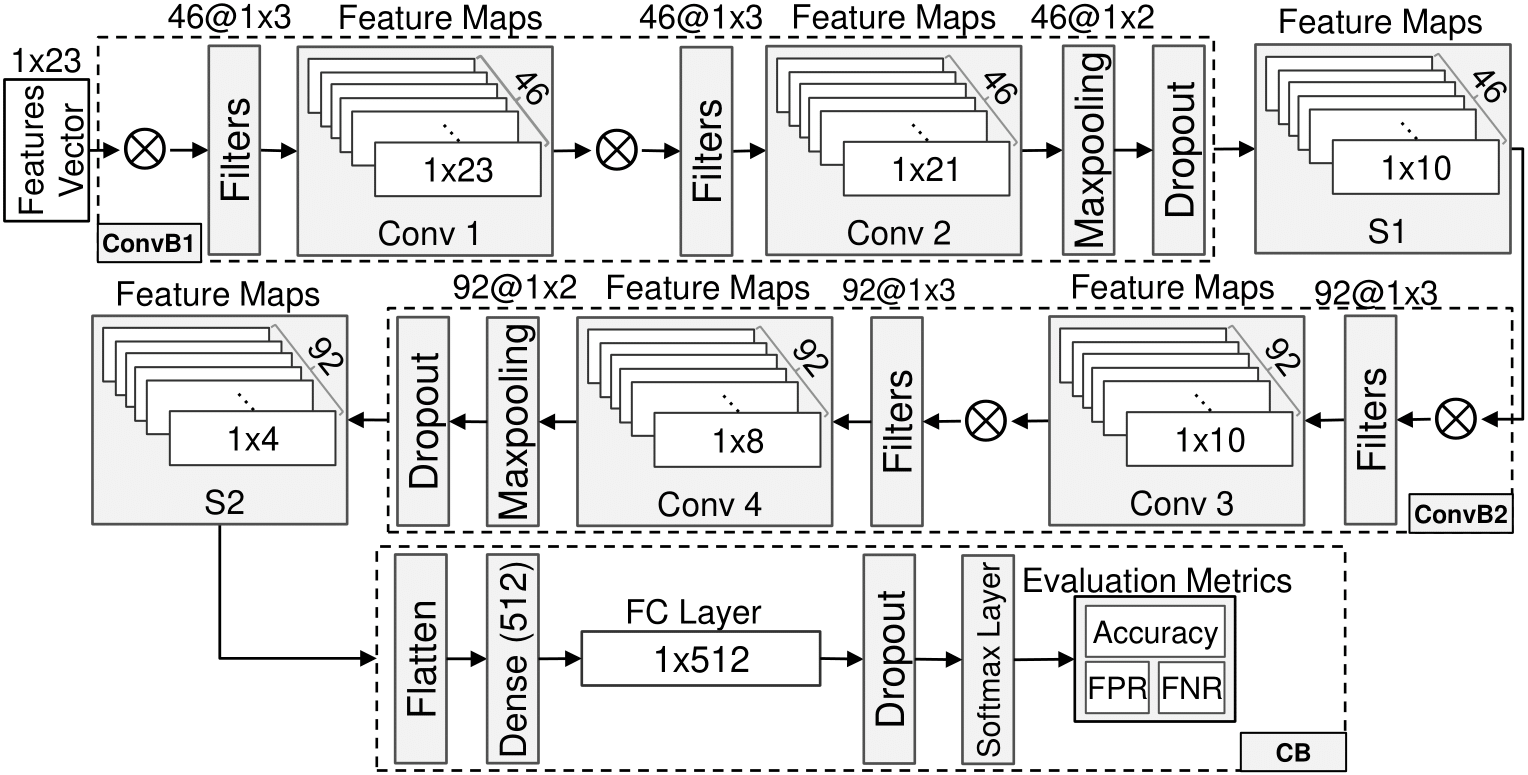 46@1x3
Feature Maps
46@1x3
Feature Maps
46@1x2
Feature Maps
1x23
Features
Vector
Filters
46
1x23
Conv 1
Filters
46
1x21
Conv 2
Maxpooling
Dropout
46
1x10
S1
ConvB1
Feature Maps
92@1x2
Feature Maps
92@1x3
Feature Maps
92@1x3
92
1x4
S2
Dropout
Maxpooling
92
1x8
Conv 4
Filters
92
1x10
Conv 3
Filters
ConvB2
Flatten
Dense (512)
FC Layer
1x512
Dropout
Softmax Layer
Evaluation Metrics
Accuracy
FPR
FNR
CB